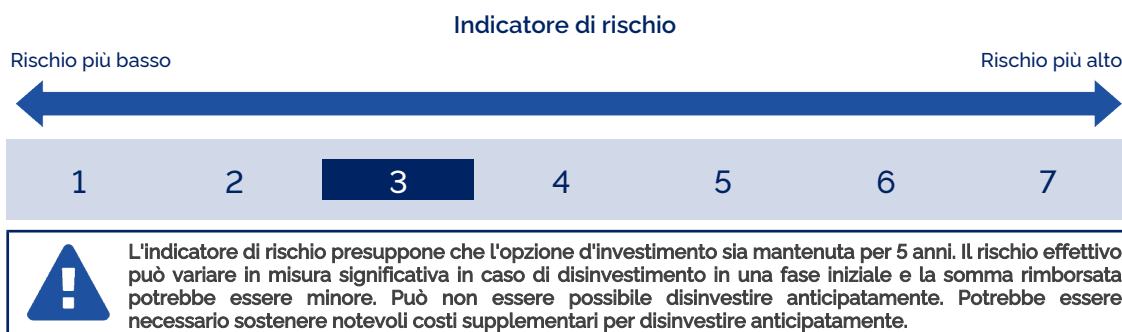 Indicatore di rischio
Rischio più basso
Rischio più alto
1 2 3 4 5 6 7
L'indicatore di rischio presuppone che l'opzione d'investimento sia mantenuta per 5 anni. Il rischio effettivo
può variare in misura significativa in caso di disinvestimento in una fase iniziale e la somma rimborsata
potrebbe essere minore. Può non essere possibile disinvestire anticipatamente. Potrebbe essere
necessario sostenere notevoli costi supplementari per disinvestire anticipatamente.